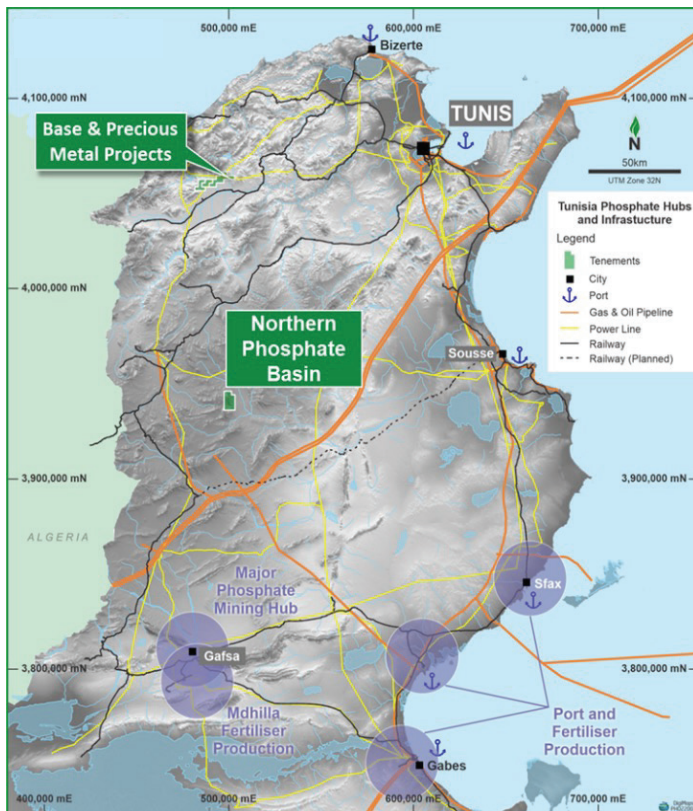 500,000 mE
600,000 mE
700,000 mE
Bizerte
4,100,000 mN
4,100,000 mN
TUNIS
Base & Precious
Metal Projects
N
50km
UTM Zone 32N
Tunisia Phosphate Hubs
and Infrastucture
Legend
Tenements
City
Port
Gas & Oil Pipeline
Power Line
Railway
Railway (Planned)
4,000,000 mN
Northern
Phosphate
Basin
Sousse
3,900,000 mN
3,900,000 mN
ALGERIA
Major
Phosphate
Mining Hub
Sfax
Gafsa
3,800,000 mN
3,800,000 mN
Mdhilla
Fertiliser
Production
Port and
Fertiliser
Production
Gabes
400,000 mE
500,000 mE
600,000 mE
700,000 mE